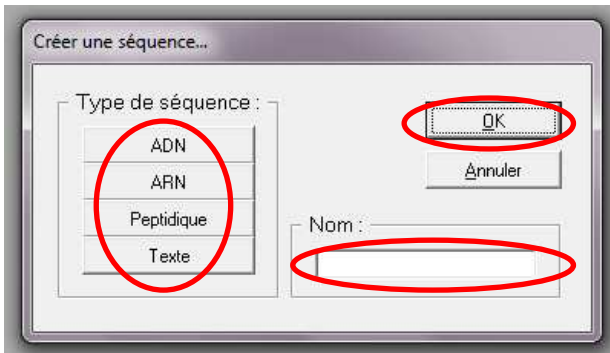 Créer une séquence...
Type de séquence :
ADN
ARN
Peptidique
Texte
OK
Annuler
Nom :